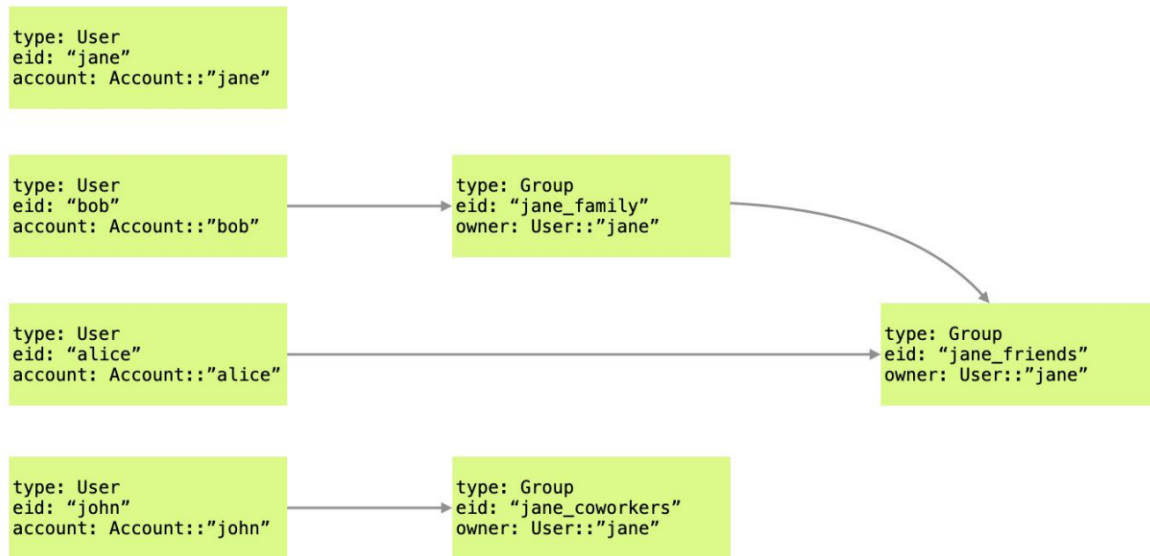 type: User
eid: “jane”
account: Account::”jane”
type: User
eid: “bob”
account: Account::”bob”
type: Group
eid: “jane_family”
owner: User::”jane”
type: User
eid: “alice”
account: Account::”alice”
type: Group
eid: “jane_friends”
owner: User::”jane”
type: User
eid: “john”
account: Account::”john”
type: Group
eid: “jane_coworkers”
owner: User::”jane”